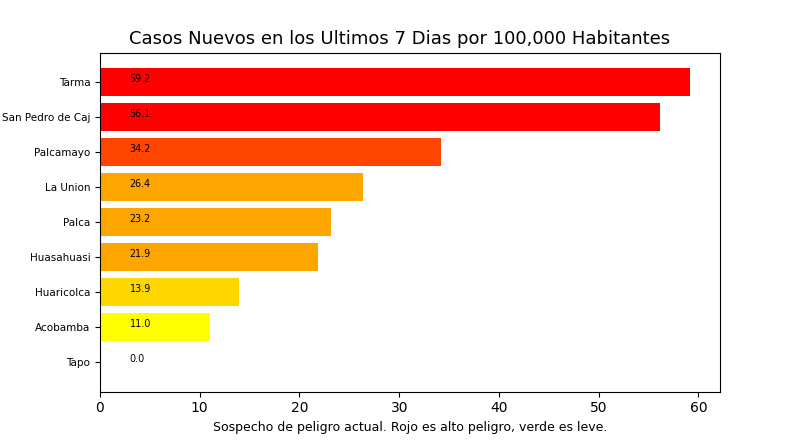 Casos Nuevos en los Ultimos 7 Dias por 100,000 Habitantes
Tarma 59.2
San Pedro de Caj 56.1
Palcamayo 34.2
La Union 26.4
Palca 23.2
Huasahuasi 21.9
Huaricolca 13.9
Acobamba 11.0
Tapo 0.0
0 10 20 30 40 50 60
Sospecho de peligro actual. Rojo es alto peligro, verde es leve.